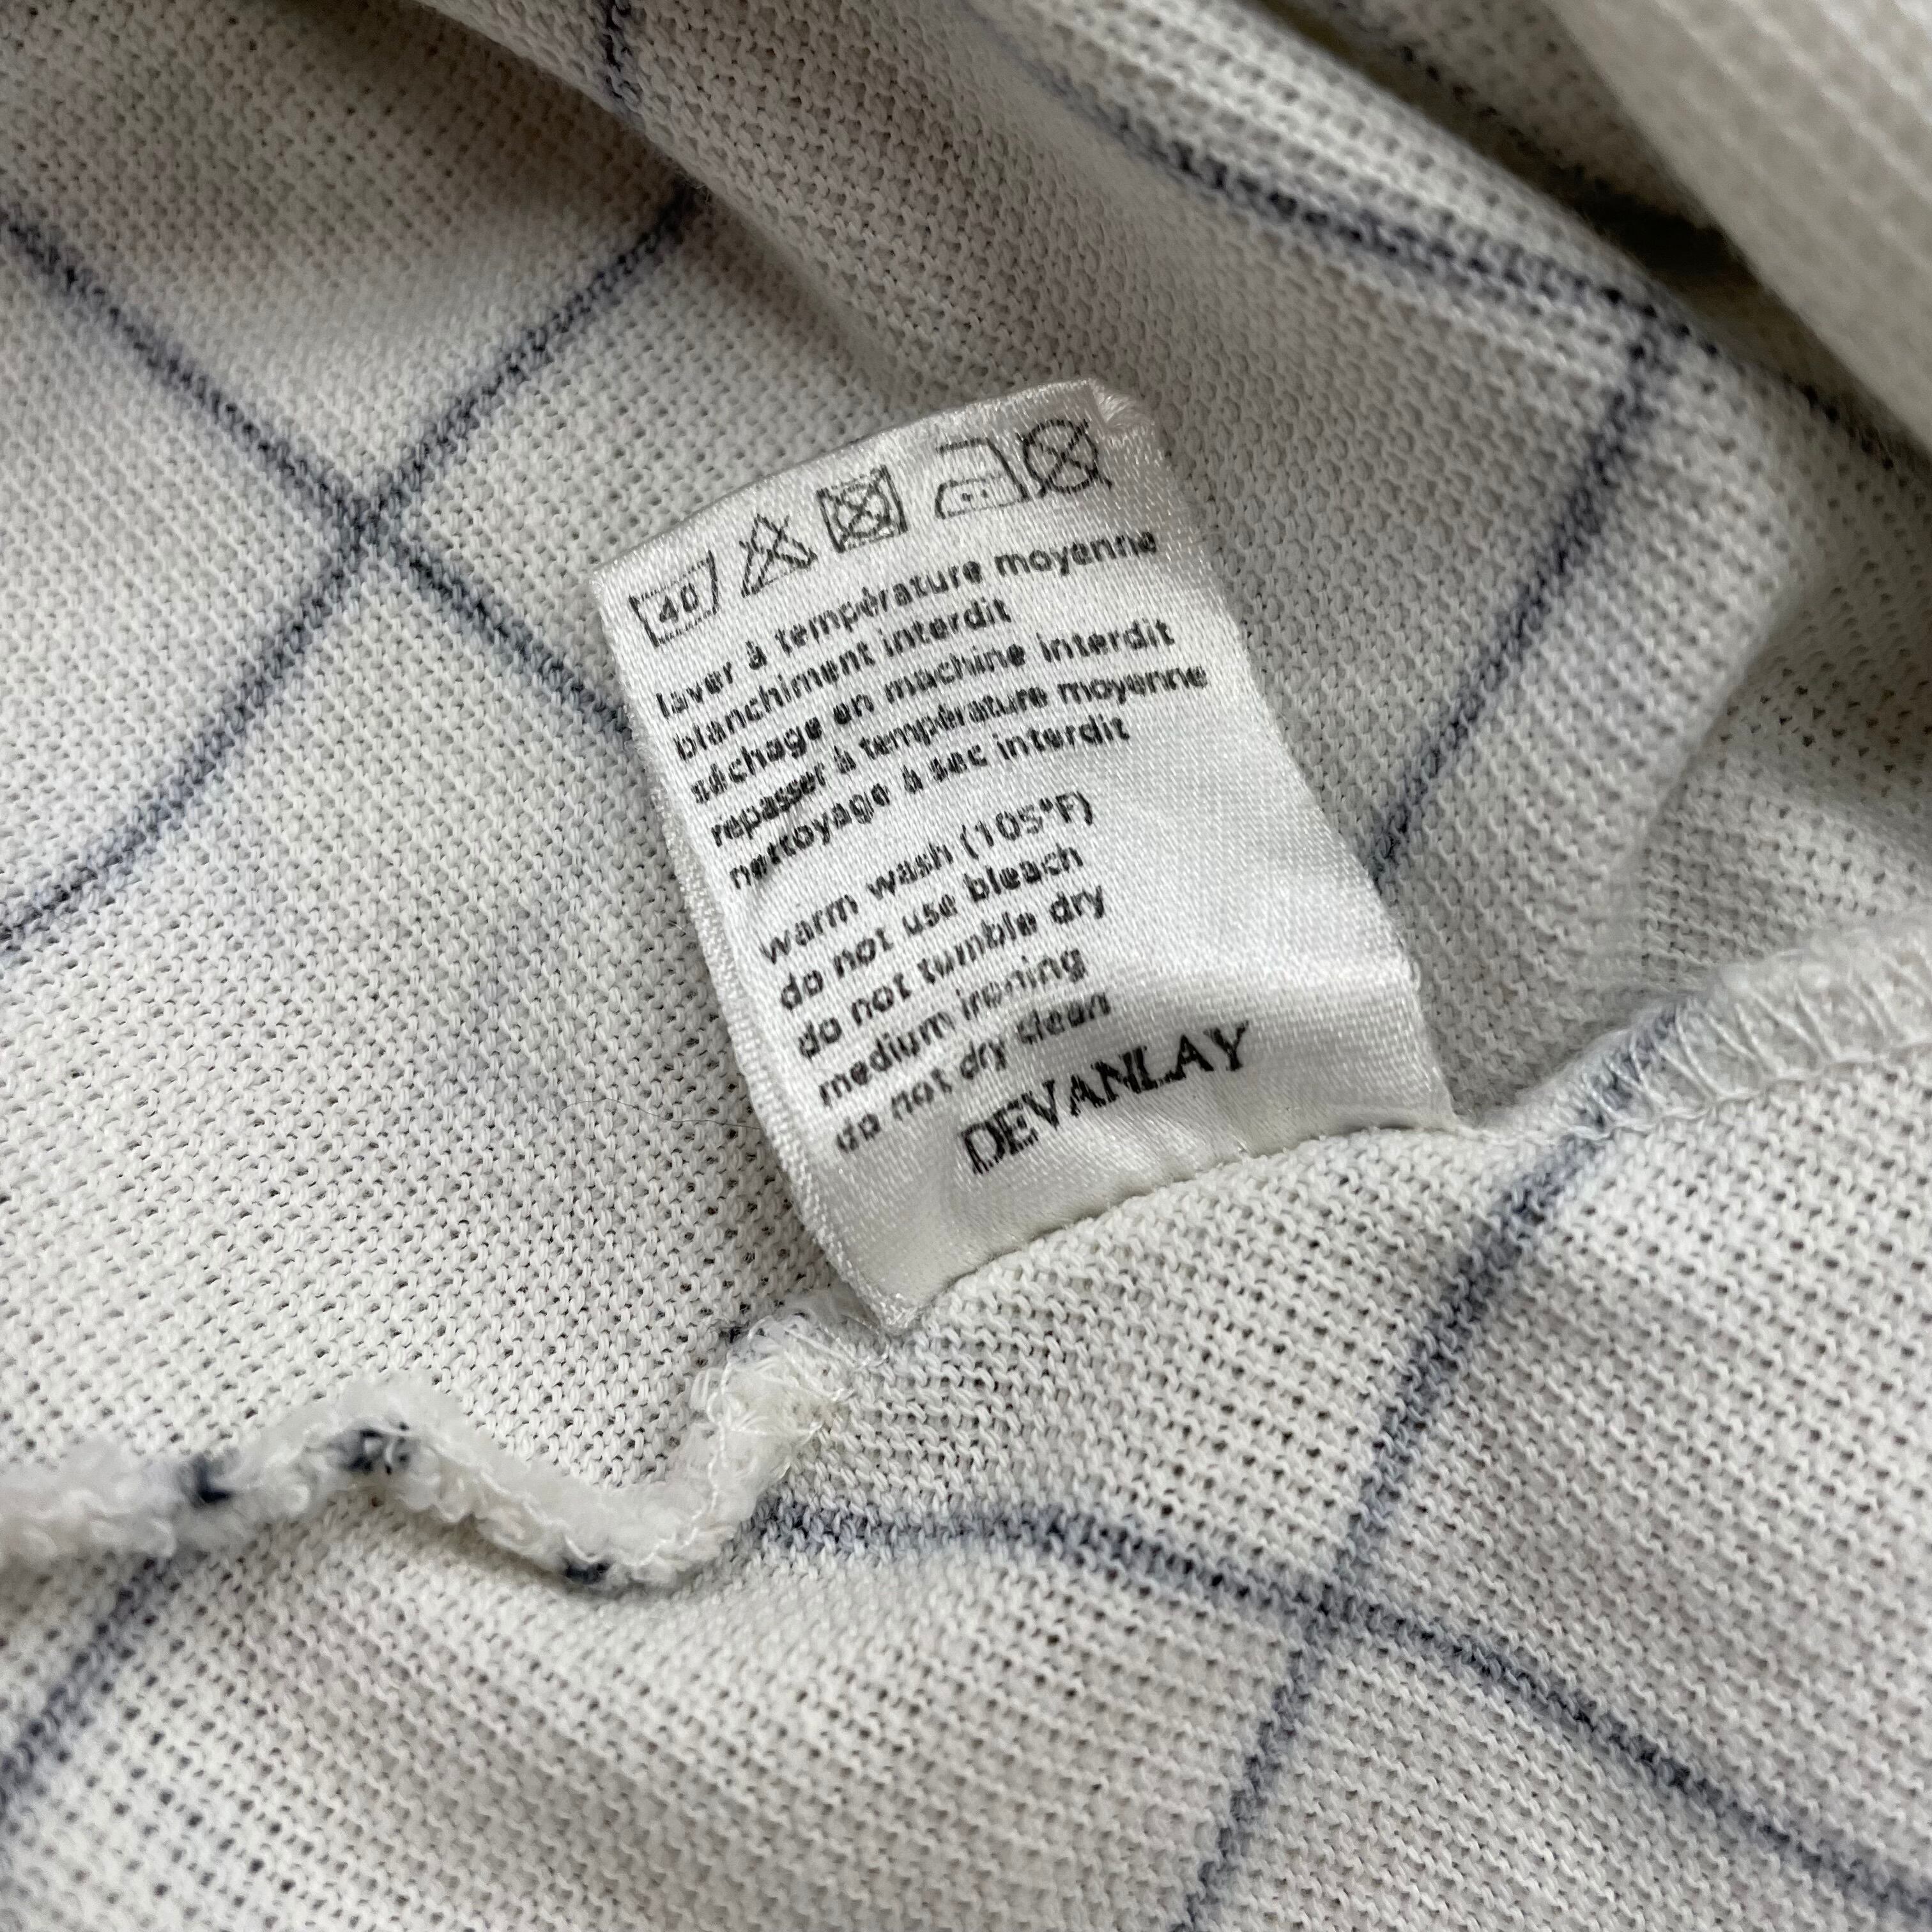 40
laver à température moyenne
blanchiment interdit
séchage en machine interdit
repasser à température moyenne
nettoyage à sec interdit
warm wash (105°F)
do not use bleach
do not tumble dry
medium ironing
do not dry clean
DEVANLAY